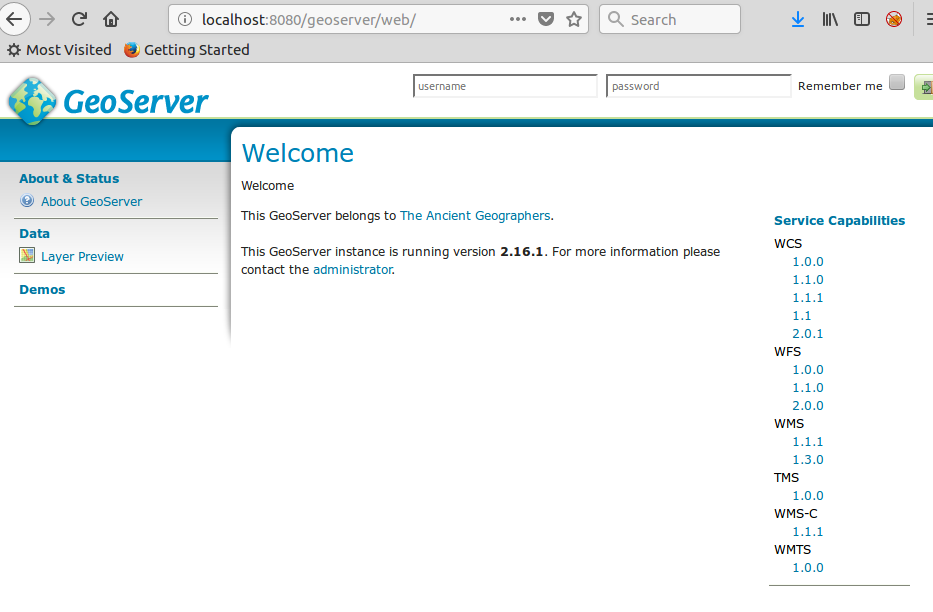 localhost:8080/geoserver/web/
Search
Most Visited
Getting Started
GeoServer
username
password
Remember me
Welcome
Welcome
About & Status
About GeoServer
Data
Layer Preview
Demos
This GeoServer belongs to The Ancient Geographers.
This GeoServer instance is running version 2.16.1. For more information please
contact the administrator.
Service Capabilities
WCS
1.0.0
1.1.0
1.1.1
1.1
2.0.1
WFS
1.0.0
1.1.0
2.0.0
WMS
1.1.1
1.3.0
TMS
1.0.0
WMS-C
1.1.1
WMTS
1.0.0